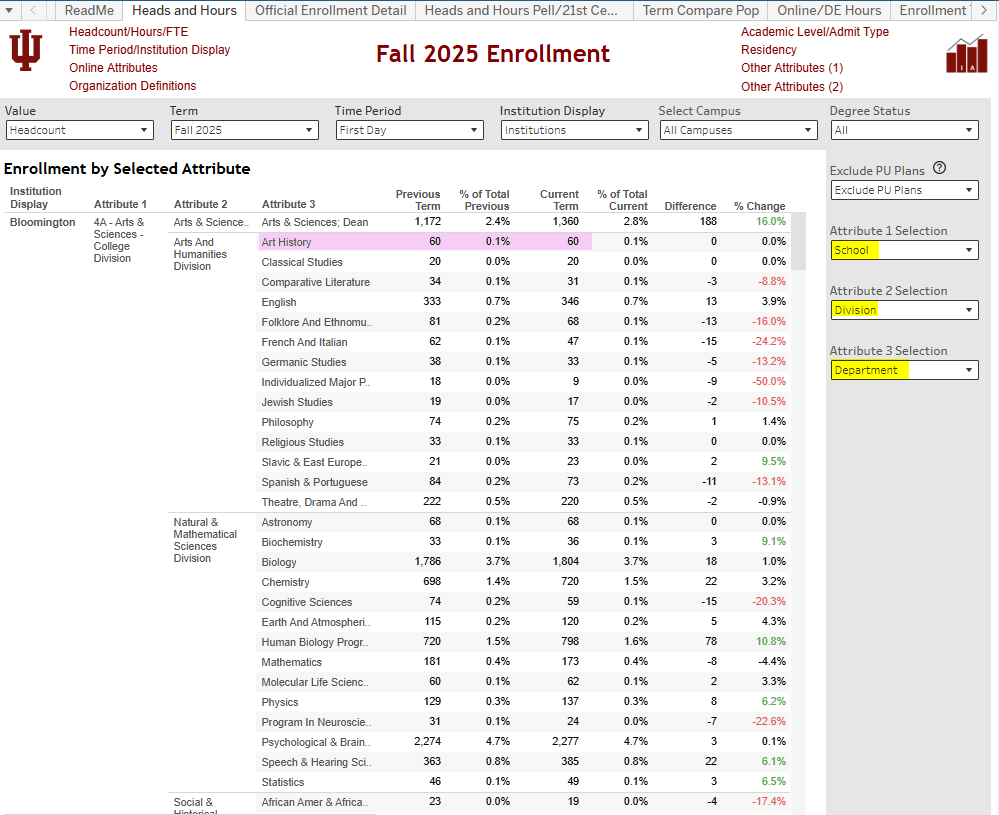 ReadMe Heads and Hours Official Enrollment Detail Heads and Hours Pell/21st Ce... Term Compare Pop Online/DE Hours Enrollment
Headcount/Hours/FTE
Time Period/Institution Display
Online Attributes
Organization Definitions
Fall 2025 Enrollment
Academic Level/Admit Type
Residency
Other Attributes (1)
Other Attributes (2)
I A
Value Term Time Period Institution Display Select Campus Degree Status
Headcount Fall 2025 First Day Institutions All Campuses All
Enrollment by Selected Attribute
Exclude PU Plans ?
Exclude PU Plans
Attribute 1 Selection
School
Attribute 2 Selection
Division
Attribute 3 Selection
Department
Institution Display Attribute 1 Attribute 2 Attribute 3 Previous Term % of Total Previous Current Term % of Total Current Difference % Change
Bloomington 4A - Arts & Sciences - College Division Arts & Science.. Arts & Sciences; Dean 1,172 2.4% 1,360 2.8% 188 16.0%
Arts And Humanities Division Art History 60 0.1% 60 0.1% 0 0.0%
Classical Studies 20 0.0% 20 0.0% 0 0.0%
Comparative Literature 34 0.1% 31 0.1% -3 -8.8%
English 333 0.7% 346 0.7% 13 3.9%
Folklore And Ethnomu.. 81 0.2% 68 0.1% -13 -16.0%
French And Italian 62 0.1% 47 0.1% -15 -24.2%
Germanic Studies 38 0.1% 33 0.1% -5 -13.2%
Individualized Major P.. 18 0.0% 9 0.0% -9 -50.0%
Jewish Studies 19 0.0% 17 0.0% -2 -10.5%
Philosophy 74 0.2% 75 0.2% 1 1.4%
Religious Studies 33 0.1% 33 0.1% 0 0.0%
Slavic & East Europe.. 21 0.0% 23 0.0% 2 9.5%
Spanish & Portuguese 84 0.2% 73 0.2% -11 -13.1%
Theatre, Drama And .. 222 0.5% 220 0.5% -2 -0.9%
Natural & Mathematical Sciences Division Astronomy 68 0.1% 68 0.1% 0 0.0%
Biochemistry 33 0.1% 36 0.1% 3 9.1%
Biology 1,786 3.7% 1,804 3.7% 18 1.0%
Chemistry 698 1.4% 720 1.5% 22 3.2%
Cognitive Sciences 74 0.2% 59 0.1% -15 -20.3%
Earth And Atmospheri.. 115 0.2% 120 0.2% 5 4.3%
Human Biology Progr.. 720 1.5% 798 1.6% 78 10.8%
Mathematics 181 0.4% 173 0.4% -8 -4.4%
Molecular Life Scienc.. 60 0.1% 62 0.1% 2 3.3%
Physics 129 0.3% 137 0.3% 8 6.2%
Program In Neuroscie.. 31 0.1% 24 0.0% -7 -22.6%
Psychological & Brain.. 2,274 4.7% 2,277 4.7% 3 0.1%
Speech & Hearing Sci.. 363 0.8% 385 0.8% 22 6.1%
Statistics 46 0.1% 49 0.1% 3 6.5%
Social & Historical African Amer & Africa.. 23 0.0% 19 0.0% -4 -17.4%